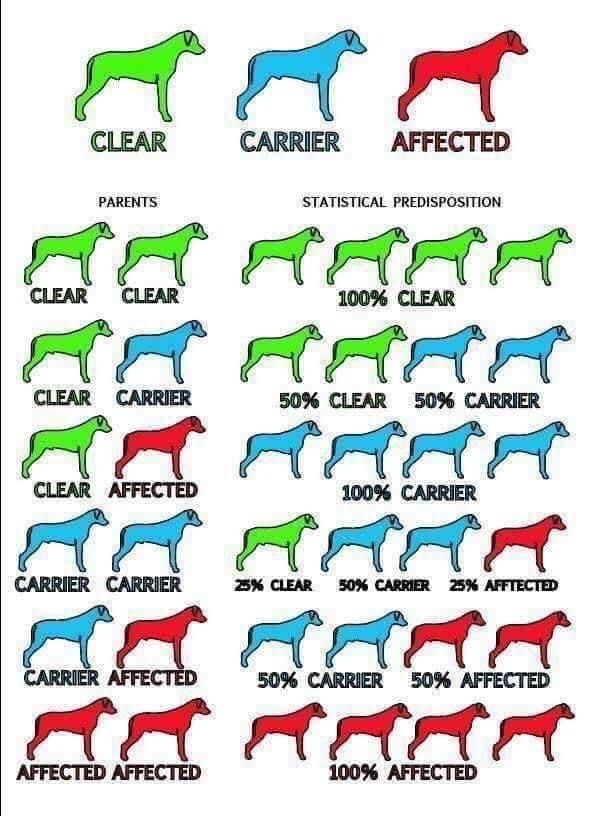 CLEAR CARRIER AFFECTED
PARENTS STATISTICAL PREDISPOSITION
CLEAR CLEAR 100% CLEAR
CLEAR CARRIER 50% CLEAR 50% CARRIER
CLEAR AFFECTED 100% CARRIER
CARRIER CARRIER 25% CLEAR 50% CARRIER 25% AFFTECTED
CARRIER AFFECTED 50% CARRIER 50% AFFECTED
AFFECTED AFFECTED 100% AFFECTED